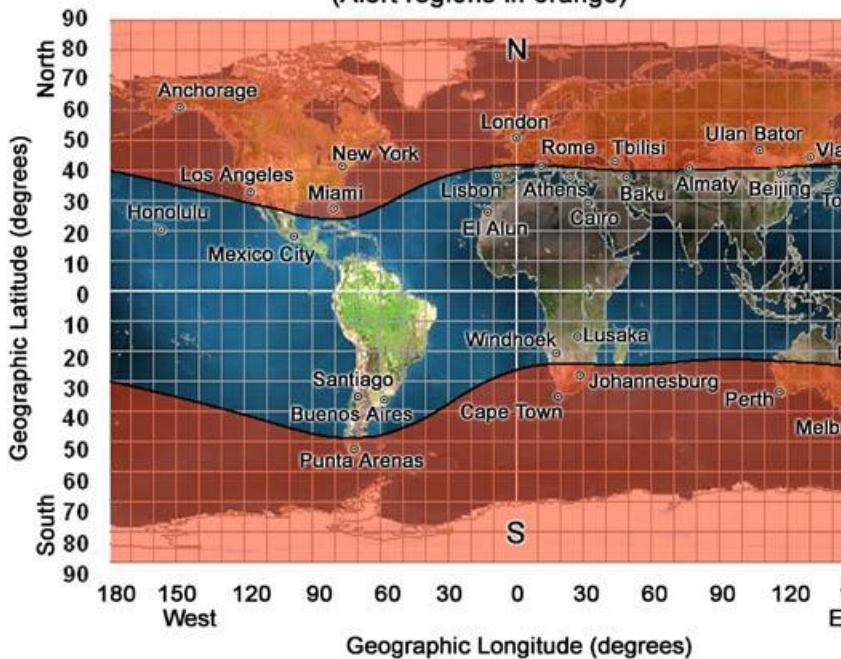 (Alert regions in orange)
90
80
70
60
50
40
30
20
10
0
10
20
30
40
50
60
70
80
90
North
South
Geographic Latitude (degrees)
N
Anchorage
London
Rome
Tbilisi
Ulan Bator
New York
Los Angeles
Miami
Lisbon
Athens
Baku
Almaty
Beijing
Honolulu
Cairo
El Alun
Mexico City
Windhoek
Lusaka
Santiago
Johannesburg
Buenos Aires
Cape Town
Perth
Punta Arenas
S
180 150 120 90 60 30 0 30 60 90 120
West
Geographic Longitude (degrees)